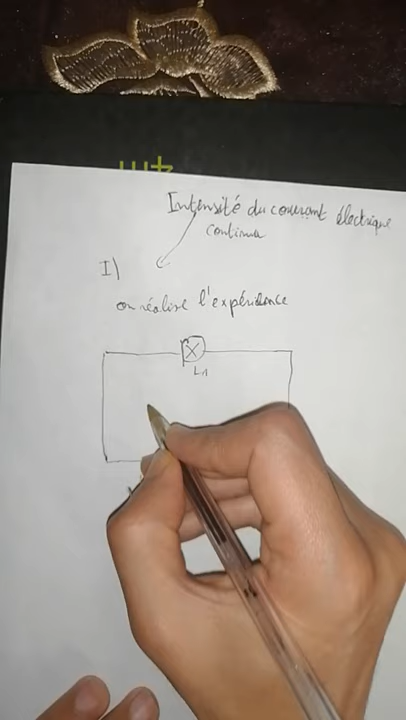 Intensité du courant électrique
continu
I)
on réalise l'expérience
L1